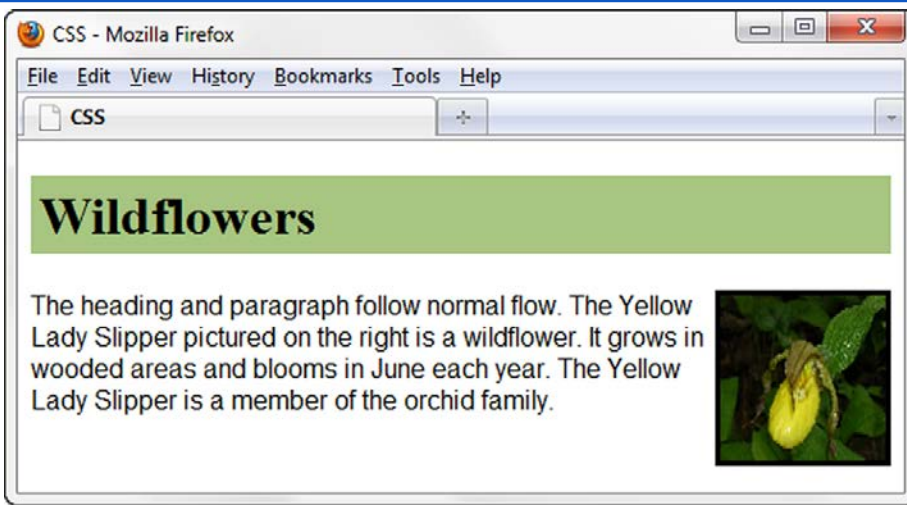 CSS - Mozilla Firefox
File Edit View History Bookmarks Tools Help
CSS
Wildflowers
The heading and paragraph follow normal flow. The Yellow
Lady Slipper pictured on the right is a wildflower. It grows in
wooded areas and blooms in June each year. The Yellow
Lady Slipper is a member of the orchid family.